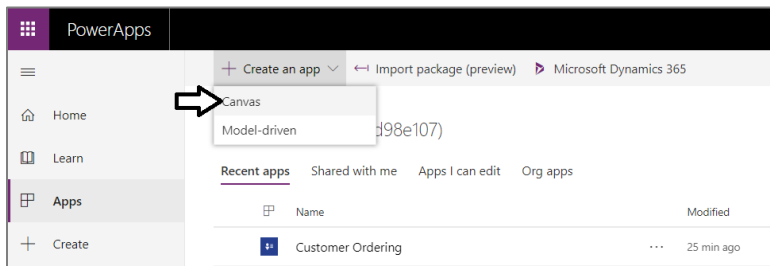 PowerApps
Create an app Import package (preview) Microsoft Dynamics 365
Canvas
Home
Model-driven
d98e107)
Learn
Recent apps Shared with me Apps I can edit Org apps
Apps
Name Modified
Create
Customer Ordering ... 25 min ago